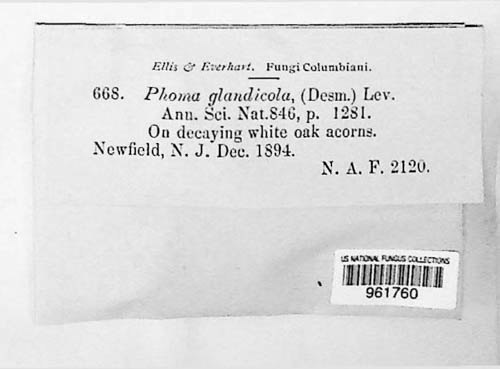 Ellis & Everhart. Fungi Columbiani.
668. Phoma glandicola, (Desm.) Lev.
Ann. Sci. Nat.846, p. 1281.
On decaying white oak acorns.
Newfield, N. J. Dec. 1894.
N. A. F. 2120.
US NATIONAL FUNGUS COLLECTIONS
961760